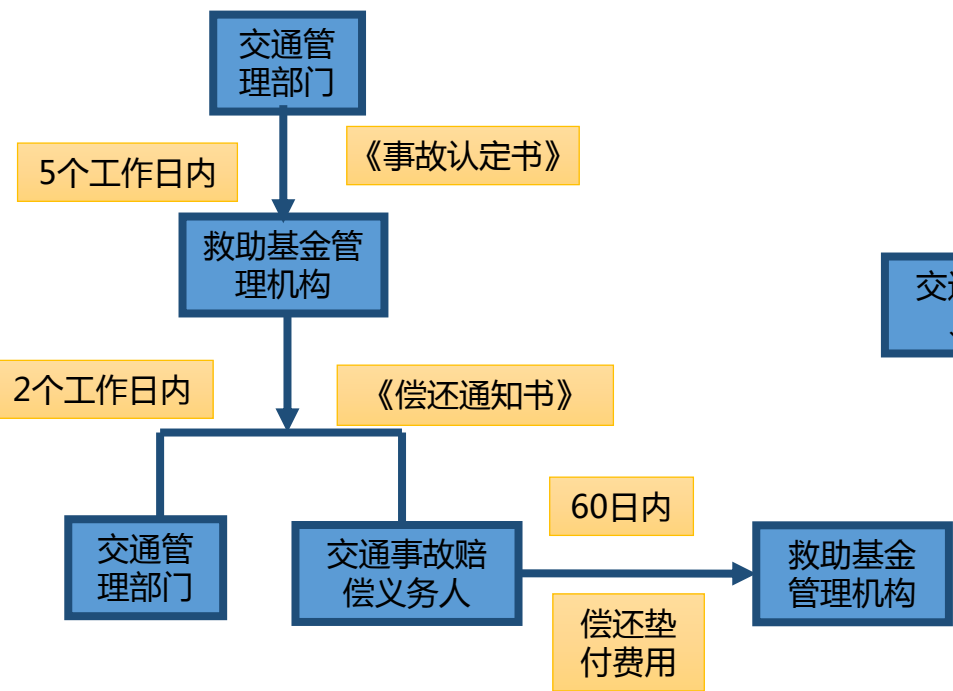 交通管
理部门
5个工作日内
《事故认定书》
救助基金管
理机构
交
2个工作日内
《偿还通知书》
60日内
交通管
理部门
交通事故赔
偿义务人
救助基金
管理机构
偿还垫
付费用